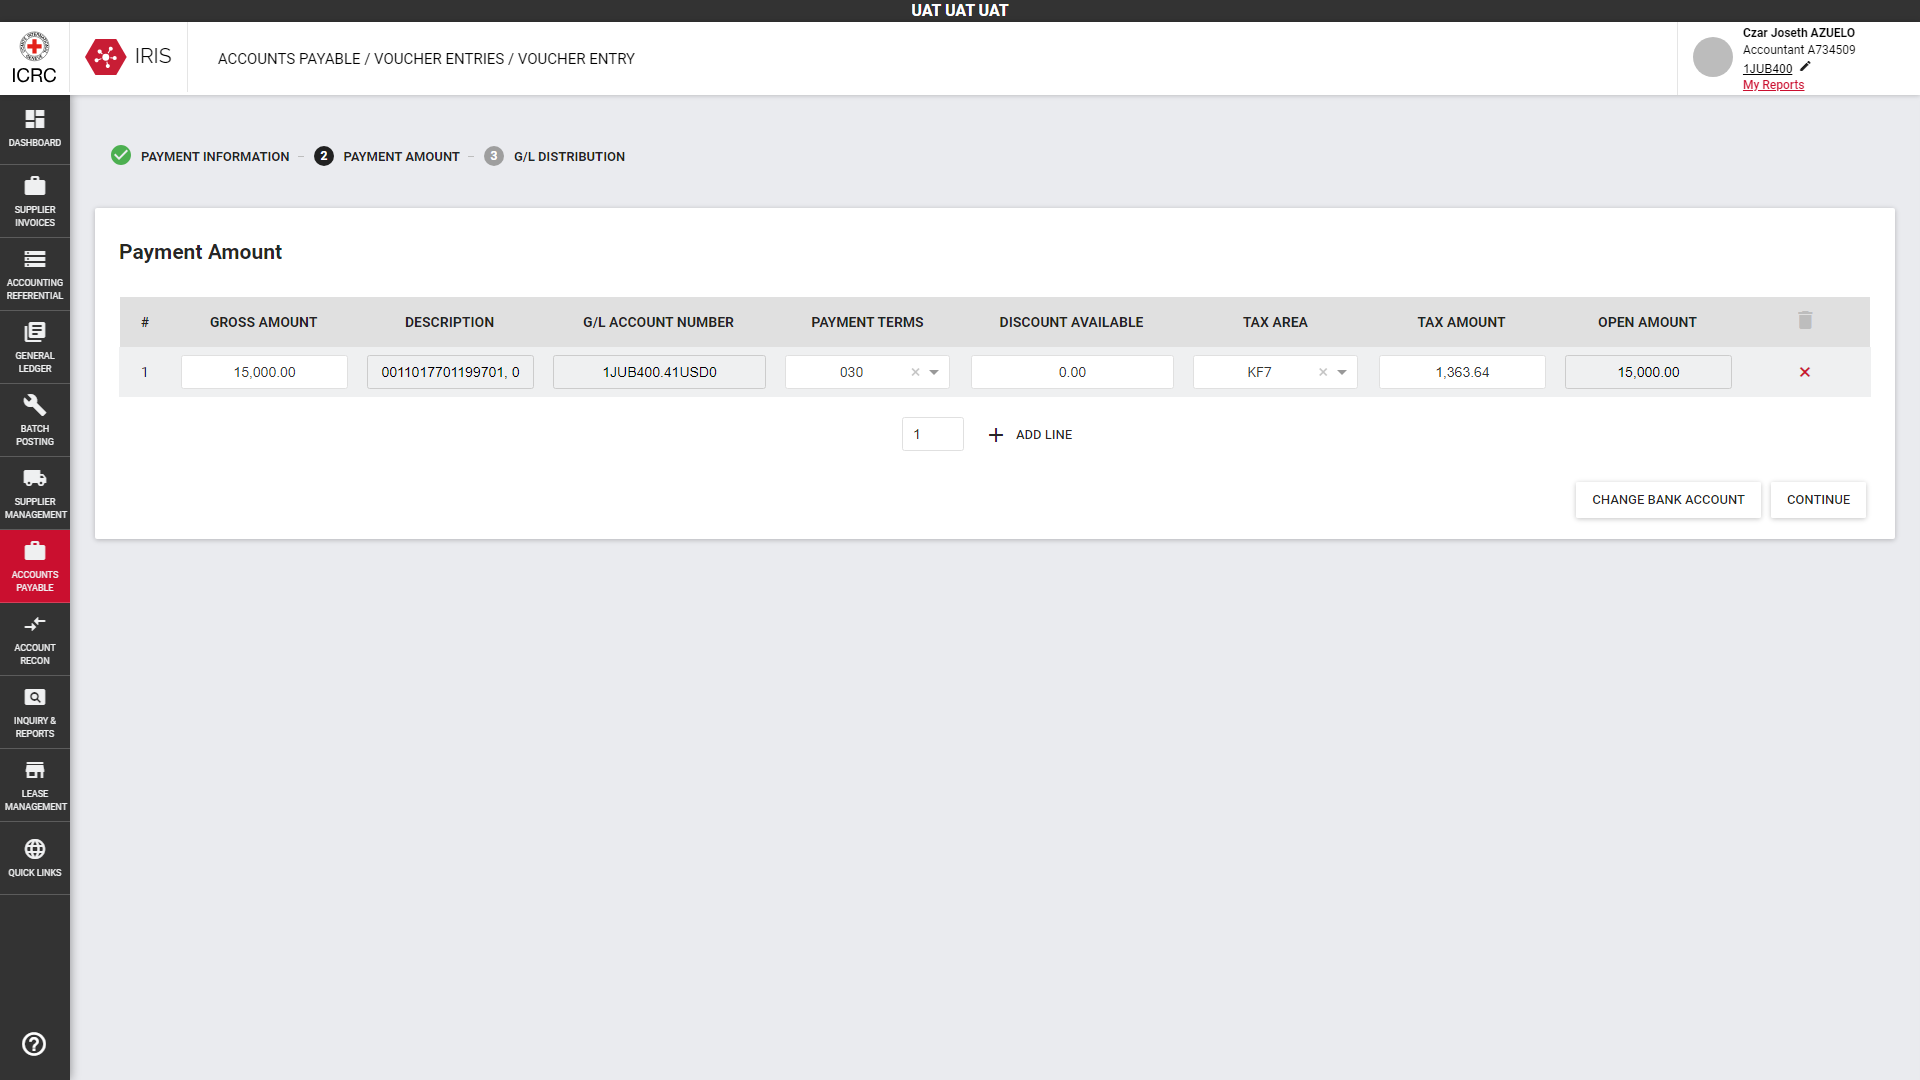 UAT UAT UAT
ICRC
IRIS
ACCOUNTS PAYABLE / VOUCHER ENTRIES / VOUCHER ENTRY
Czar Joseth AZUELO
Accountant A734509
1JUB400
My Reports
DASHBOARD
SUPPLIER
INVOICES
ACCOUNTING
REFERENTIAL
GENERAL
LEDGER
BATCH
POSTING
SUPPLIER
MANAGEMENT
ACCOUNTS
PAYABLE
ACCOUNT
RECON
INQUIRY &
REPORTS
LEASE
MANAGEMENT
QUICK LINKS
PAYMENT INFORMATION – 2 PAYMENT AMOUNT – 3 G/L DISTRIBUTION
Payment Amount
# GROSS AMOUNT DESCRIPTION G/L ACCOUNT NUMBER PAYMENT TERMS DISCOUNT AVAILABLE TAX AREA TAX AMOUNT OPEN AMOUNT
1 15,000.00 0011017701199701, 0 1JUB400.41USD0 030 0.00 KF7 1,363.64 15,000.00
1 ADD LINE
CHANGE BANK ACCOUNT CONTINUE